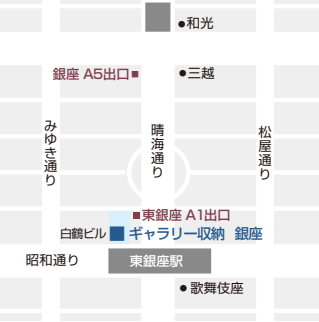 ●和光
銀座 A5出口■
●三越
みゆき通り
晴海通り
松屋通り
■東銀座 A1出口
白鶴ビル
ギャラリー収納 銀座
昭和通り
東銀座駅
●歌舞伎座